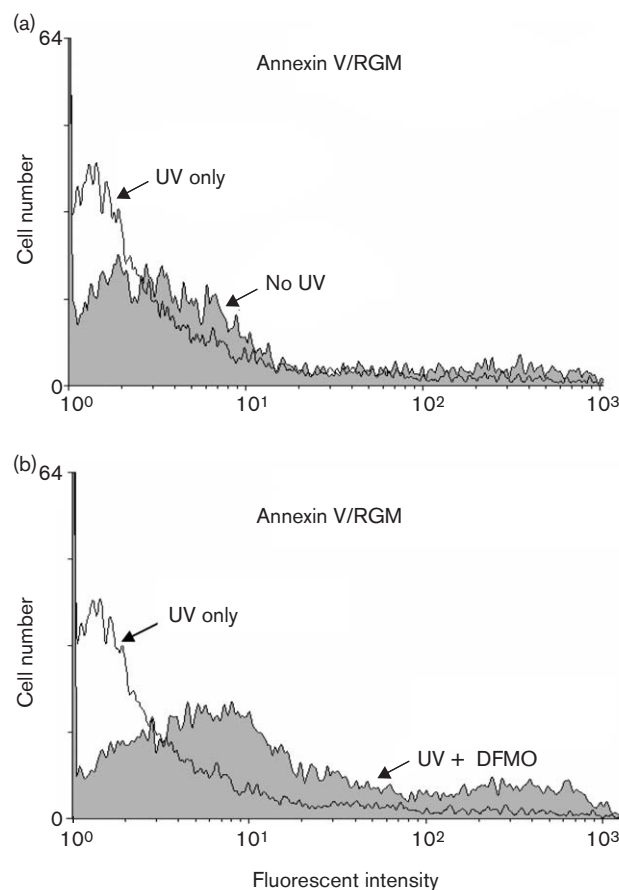 (a)
64
Annexin V/RGM
Cell number
UV only
No UV
0
10⁰ 10¹ 10² 10³
(b)
64
Annexin V/RGM
Cell number
UV only
UV + DFMO
0
10⁰ 10¹ 10² 10³
Fluorescent intensity